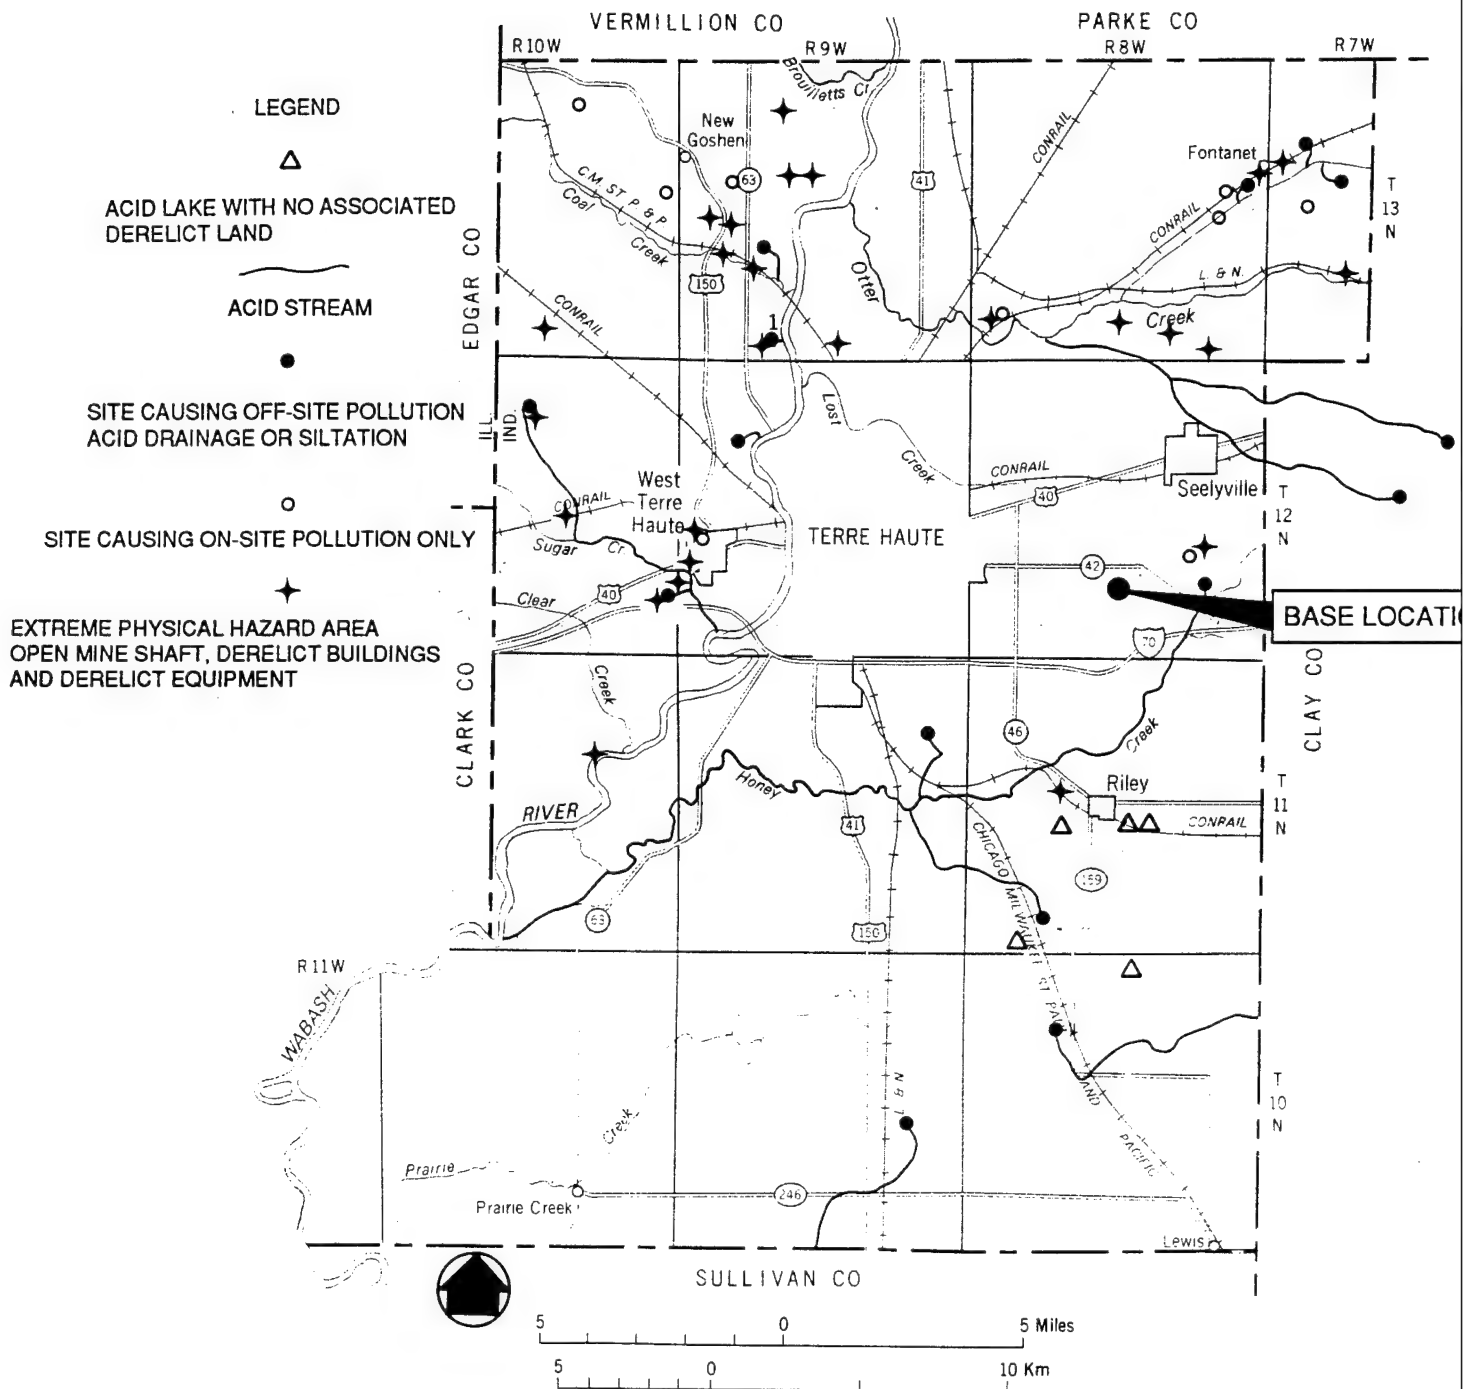 VERMILLION CO
PARKE CO
R10W
R9W
R8W
R7W
LEGEND
ACID LAKE WITH NO ASSOCIATED
DERELICT LAND
ACID STREAM
SITE CAUSING OFF-SITE POLLUTION
ACID DRAINAGE OR SILTATION
SITE CAUSING ON-SITE POLLUTION ONLY
EXTREME PHYSICAL HAZARD AREA
OPEN MINE SHAFT, DERELICT BUILDINGS
AND DERELICT EQUIPMENT
Brouilletts Cr.
New
Goshen
63
41
CONRAIL
Fontanet
T
13
N
C.M. ST P. & P.
Coal
Creek
CONRAIL
EDGAR CO
150
Otter
L. & N.
Creek
CONRAIL
1
ILL
IND.
Lost
Creek
CONRAIL
40
Seelyville
T
12
N
West
Terre
Haute
CONRAIL
Sugar Cr.
TERRE HAUTE
42
40
Clear
Creek
BASE LOCATI
70
CLARK CO
CLAY CO
46
Creek
Riley
Honey
RIVER
41
T
11
N
CONRAIL
CHICAGO MILWAUKEE ST PAUL AND PACIFIC
159
63
150
R11W
WABASH
L & N
T
10
N
Creek
Prairie
Prairie Creek
246
Lewis
SULLIVAN CO
5 0 5 Miles
5 0 10 Km